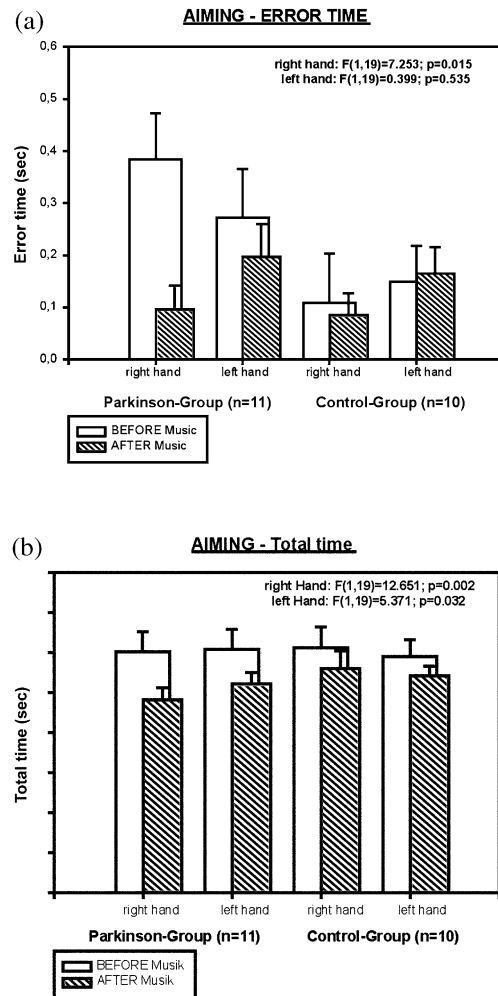 (a)
AIMING - ERROR TIME
right hand: F(1,19)=7.253; p=0.015
left hand: F(1,19)=0.399; p=0.535
Error time (sec)
0,6
0,5
0,4
0,3
0,2
0,1
0,0
right hand left hand right hand left hand
Parkinson-Group (n=11) Control-Group (n=10)
BEFORE Music
AFTER Music
(b)
AIMING - Total time
right Hand: F(1,19)=12.651; p=0.002
left Hand: F(1,19)=5.371; p=0.032
Total time (sec)
right hand left hand right hand left hand
Parkinson-Group (n=11) Control-Group (n=10)
BEFORE Musik
AFTER Musik